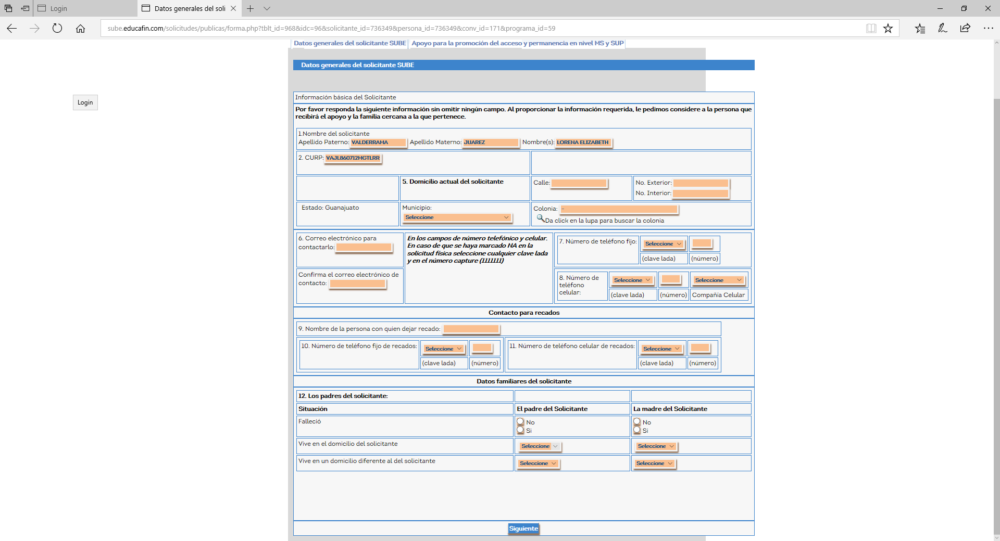 Login
Datos generales del soli
sube.educafin.com/solicitudes/publicas/forma.php?tblt_id=968&idc=96&solicitante_id=736349&persona_id=736349&conv_id=171&programa_id=59
Datos generales del solicitante SUBE
Apoyo para la promoción del acceso y permanencia en nivel MS y SUP
Datos generales del solicitante SUBE
Login
Información básica del Solicitante
Por favor responda la siguiente información sin omitir ningún campo. Al proporcionar la información requerida, le pedimos considere a la persona que
recibirá el apoyo y la familia cercana a la que pertenece.
1.Nombre del solicitante
Apellido Paterno: VALDERRAMA Apellido Materno: JUAREZ Nombre(s): LORENA ELIZABETH
2. CURP: VAJL860712MGTLRR
5. Domicilio actual del solicitante
Calle:
No. Exterior:
No. Interior:
Estado: Guanajuato
Municipio:
Seleccione
Colonia: -
Da click en la lupa para buscar la colonia
6. Correo electrónico para
contactarlo:
Confirma el correo electrónico de
contacto:
En los campos de número telefónico y celular.
En caso de que se haya marcado NA en la
solicitud física seleccione cualquier clave lada
y en el número capture (1111111)
7. Número de teléfono fijo: Seleccione
(clave lada) (número)
8. Número de
teléfono
celular:
Seleccione Seleccione
(clave lada) (número) Compañia Celular
Contacto para recados
9. Nombre de la persona con quien dejar recado:
10. Número de teléfono fijo de recados: Seleccione
(clave lada) (número)
11. Número de teléfono celular de recados: Seleccione
(clave lada) (número)
Datos familiares del solicitante
12. Los padres del solicitante:
Situación El padre del Solicitante La madre del Solicitante
Falleció No No
Si Si
Vive en el domicilio del solicitante Seleccione Seleccione
Vive en un domicilio diferente al del solicitante Seleccione Seleccione
Siguiente